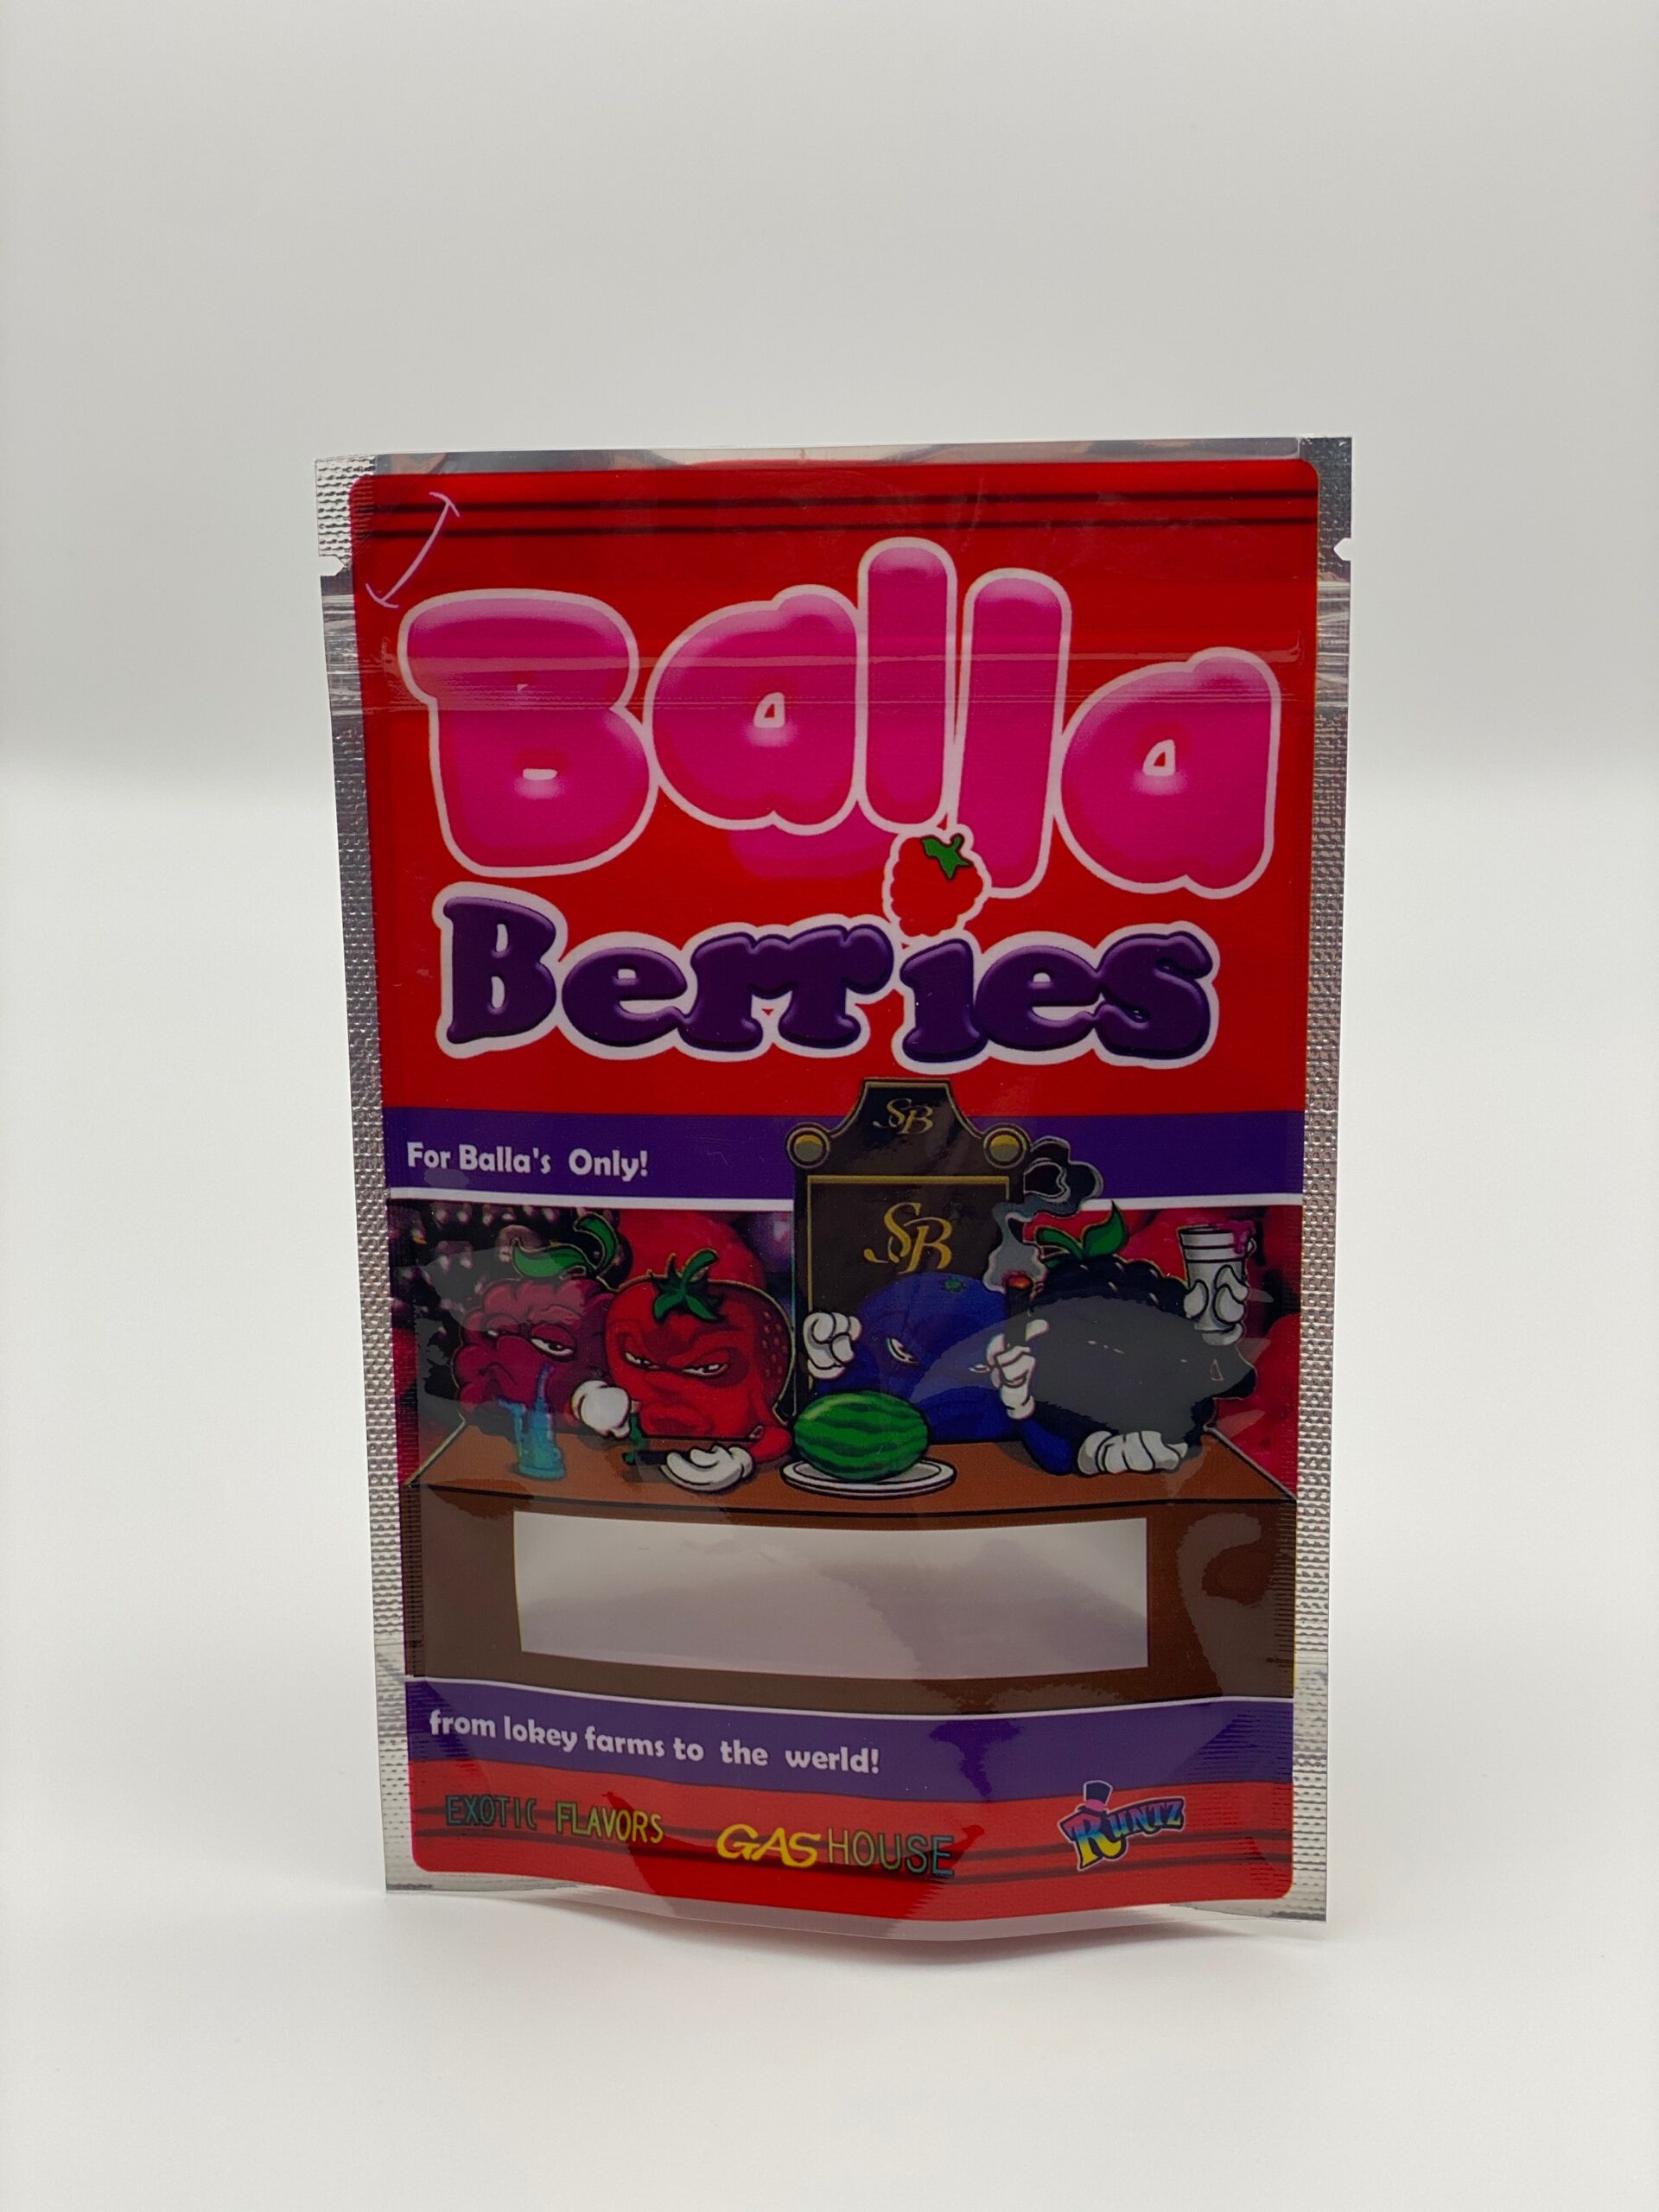 Balla
Berries
SB
For Balla's Only!
SB
from lokey farms to the werld!
EXOTIC FLAVORS
GAS HOUSE
RUNTZ